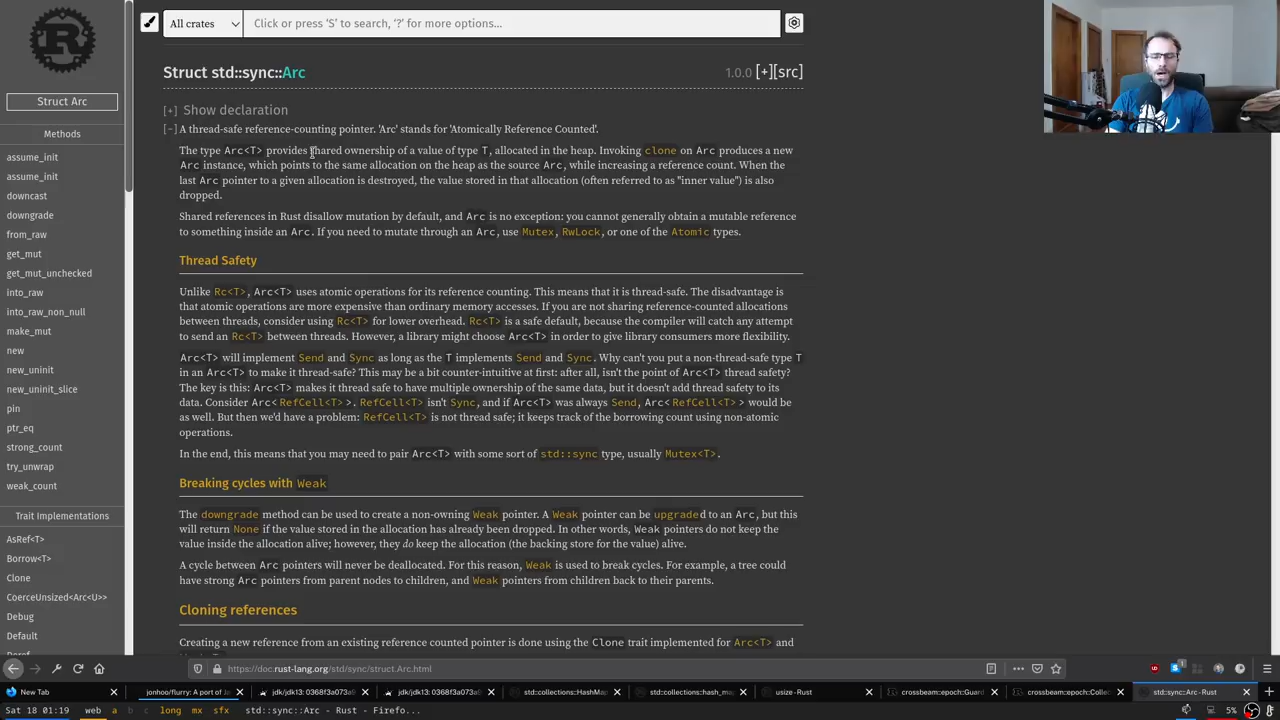 All crates
Click or press ‘S’ to search, ‘?’ for more options…
Struct std::sync::Arc
1.0.0 [+][src]
Struct Arc
Methods
assume_init
assume_init
downcast
downgrade
from_raw
get_mut
get_mut_unchecked
into_raw
into_raw_non_null
make_mut
new
new_uninit
new_uninit_slice
pin
ptr_eq
strong_count
try_unwrap
weak_count
Trait Implementations
AsRef<T>
Borrow<T>
Clone
CoerceUnsized<Arc<U>>
Debug
Default
Deref
[+] Show declaration
[−] A thread-safe reference-counting pointer. 'Arc' stands for 'Atomically Reference Counted'.
The type Arc<T> provides shared ownership of a value of type T, allocated in the heap. Invoking clone on Arc produces a new
Arc instance, which points to the same allocation on the heap as the source Arc, while increasing a reference count. When the
last Arc pointer to a given allocation is destroyed, the value stored in that allocation (often referred to as "inner value") is also
dropped.
Shared references in Rust disallow mutation by default, and Arc is no exception: you cannot generally obtain a mutable reference
to something inside an Arc. If you need to mutate through an Arc, use Mutex, RwLock, or one of the Atomic types.
Thread Safety
Unlike Rc<T>, Arc<T> uses atomic operations for its reference counting. This means that it is thread-safe. The disadvantage is
that atomic operations are more expensive than ordinary memory accesses. If you are not sharing reference-counted allocations
between threads, consider using Rc<T> for lower overhead. Rc<T> is a safe default, because the compiler will catch any attempt
to send an Rc<T> between threads. However, a library might choose Arc<T> in order to give library consumers more flexibility.
Arc<T> will implement Send and Sync as long as the T implements Send and Sync. Why can't you put a non-thread-safe type T
in an Arc<T> to make it thread-safe? This may be a bit counter-intuitive at first: after all, isn't the point of Arc<T> thread safety?
The key is this: Arc<T> makes it thread safe to have multiple ownership of the same data, but it doesn't add thread safety to its
data. Consider Arc<RefCell<T>>. RefCell<T> isn't Sync, and if Arc<T> was always Send, Arc<RefCell<T>> would be
as well. But then we'd have a problem: RefCell<T> is not thread safe; it keeps track of the borrowing count using non-atomic
operations.
In the end, this means that you may need to pair Arc<T> with some sort of std::sync type, usually Mutex<T>.
Breaking cycles with Weak
The downgrade method can be used to create a non-owning Weak pointer. A Weak pointer can be upgraded to an Arc, but this
will return None if the value stored in the allocation has already been dropped. In other words, Weak pointers do not keep the
value inside the allocation alive; however, they do keep the allocation (the backing store for the value) alive.
A cycle between Arc pointers will never be deallocated. For this reason, Weak is used to break cycles. For example, a tree could
have strong Arc pointers from parent nodes to children, and Weak pointers from children back to their parents.
Cloning references
Creating a new reference from an existing reference counted pointer is done using the Clone trait implemented for Arc<T> and
https://doc.rust-lang.org/std/sync/struct.Arc.html
New Tab
jonhoo/flurry: A port of Ja
jdk/jdk13: 0368f3a073a9
jdk/jdk13: 0368f3a073a9
std::collections::HashMap
std::collections::hash_ma
usize - Rust
crossbeam::epoch::Guard
crossbeam::epoch::Collec
std::sync::Arc - Rust
Sat 18 01:19 web a b c long mx sfx std::sync::Arc - Rust - Firefo...
5%